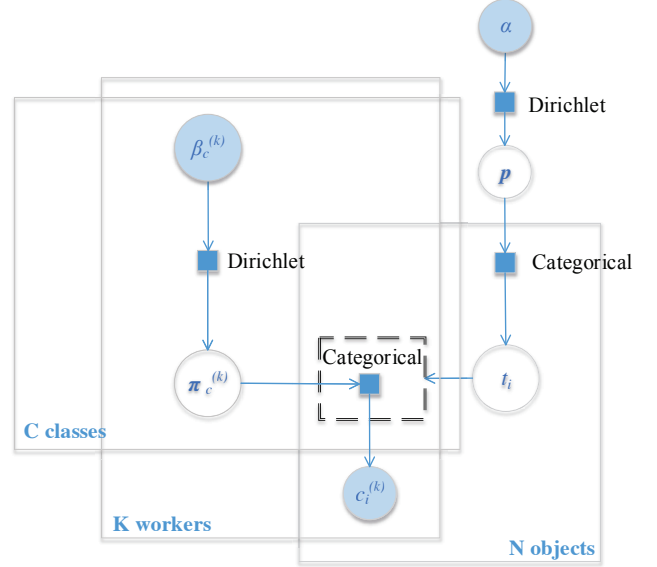 α
Dirichlet
β_c^(k)
p
Dirichlet
Categorical
Categorical
π_c^(k)
t_i
C classes
c_i^(k)
K workers
N objects